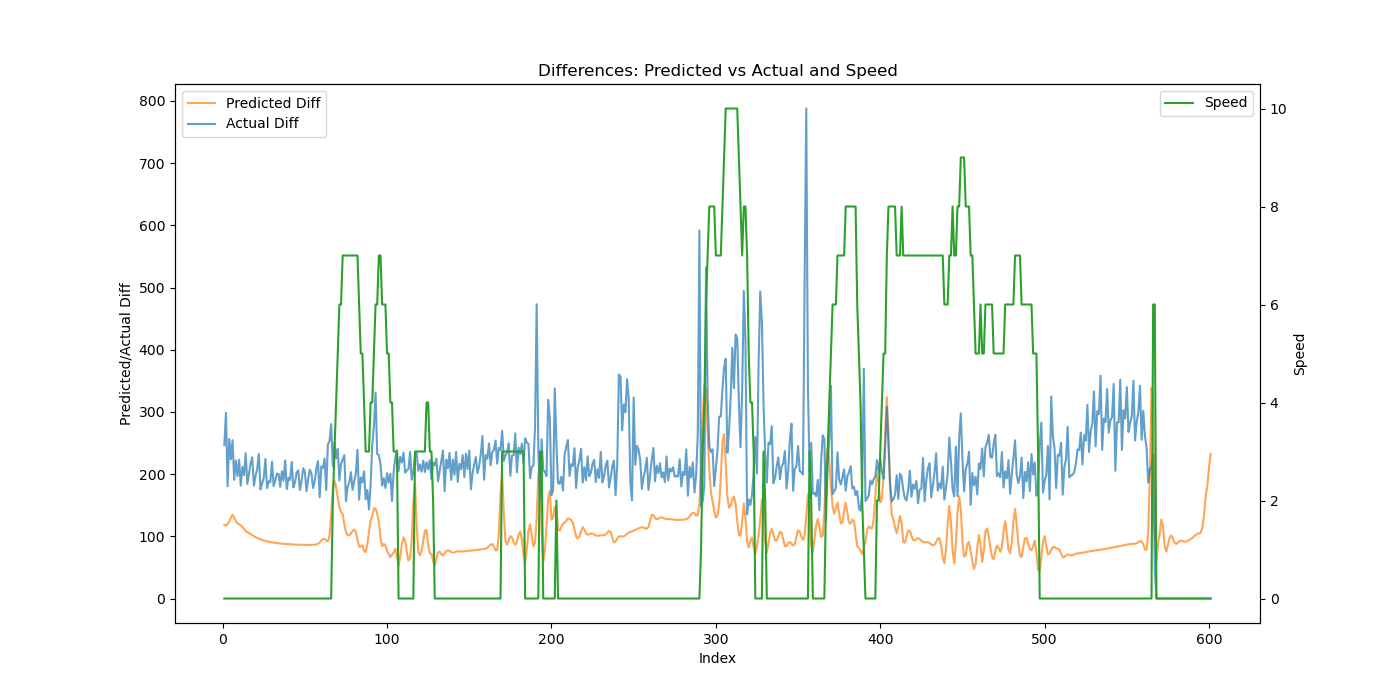 Differences: Predicted vs Actual and Speed
Predicted Diff
Actual Diff
Speed
800
700
600
500
400
300
200
100
0
Predicted/Actual Diff
10
8
6
4
2
0
Speed
0 100 200 300 400 500 600
Index